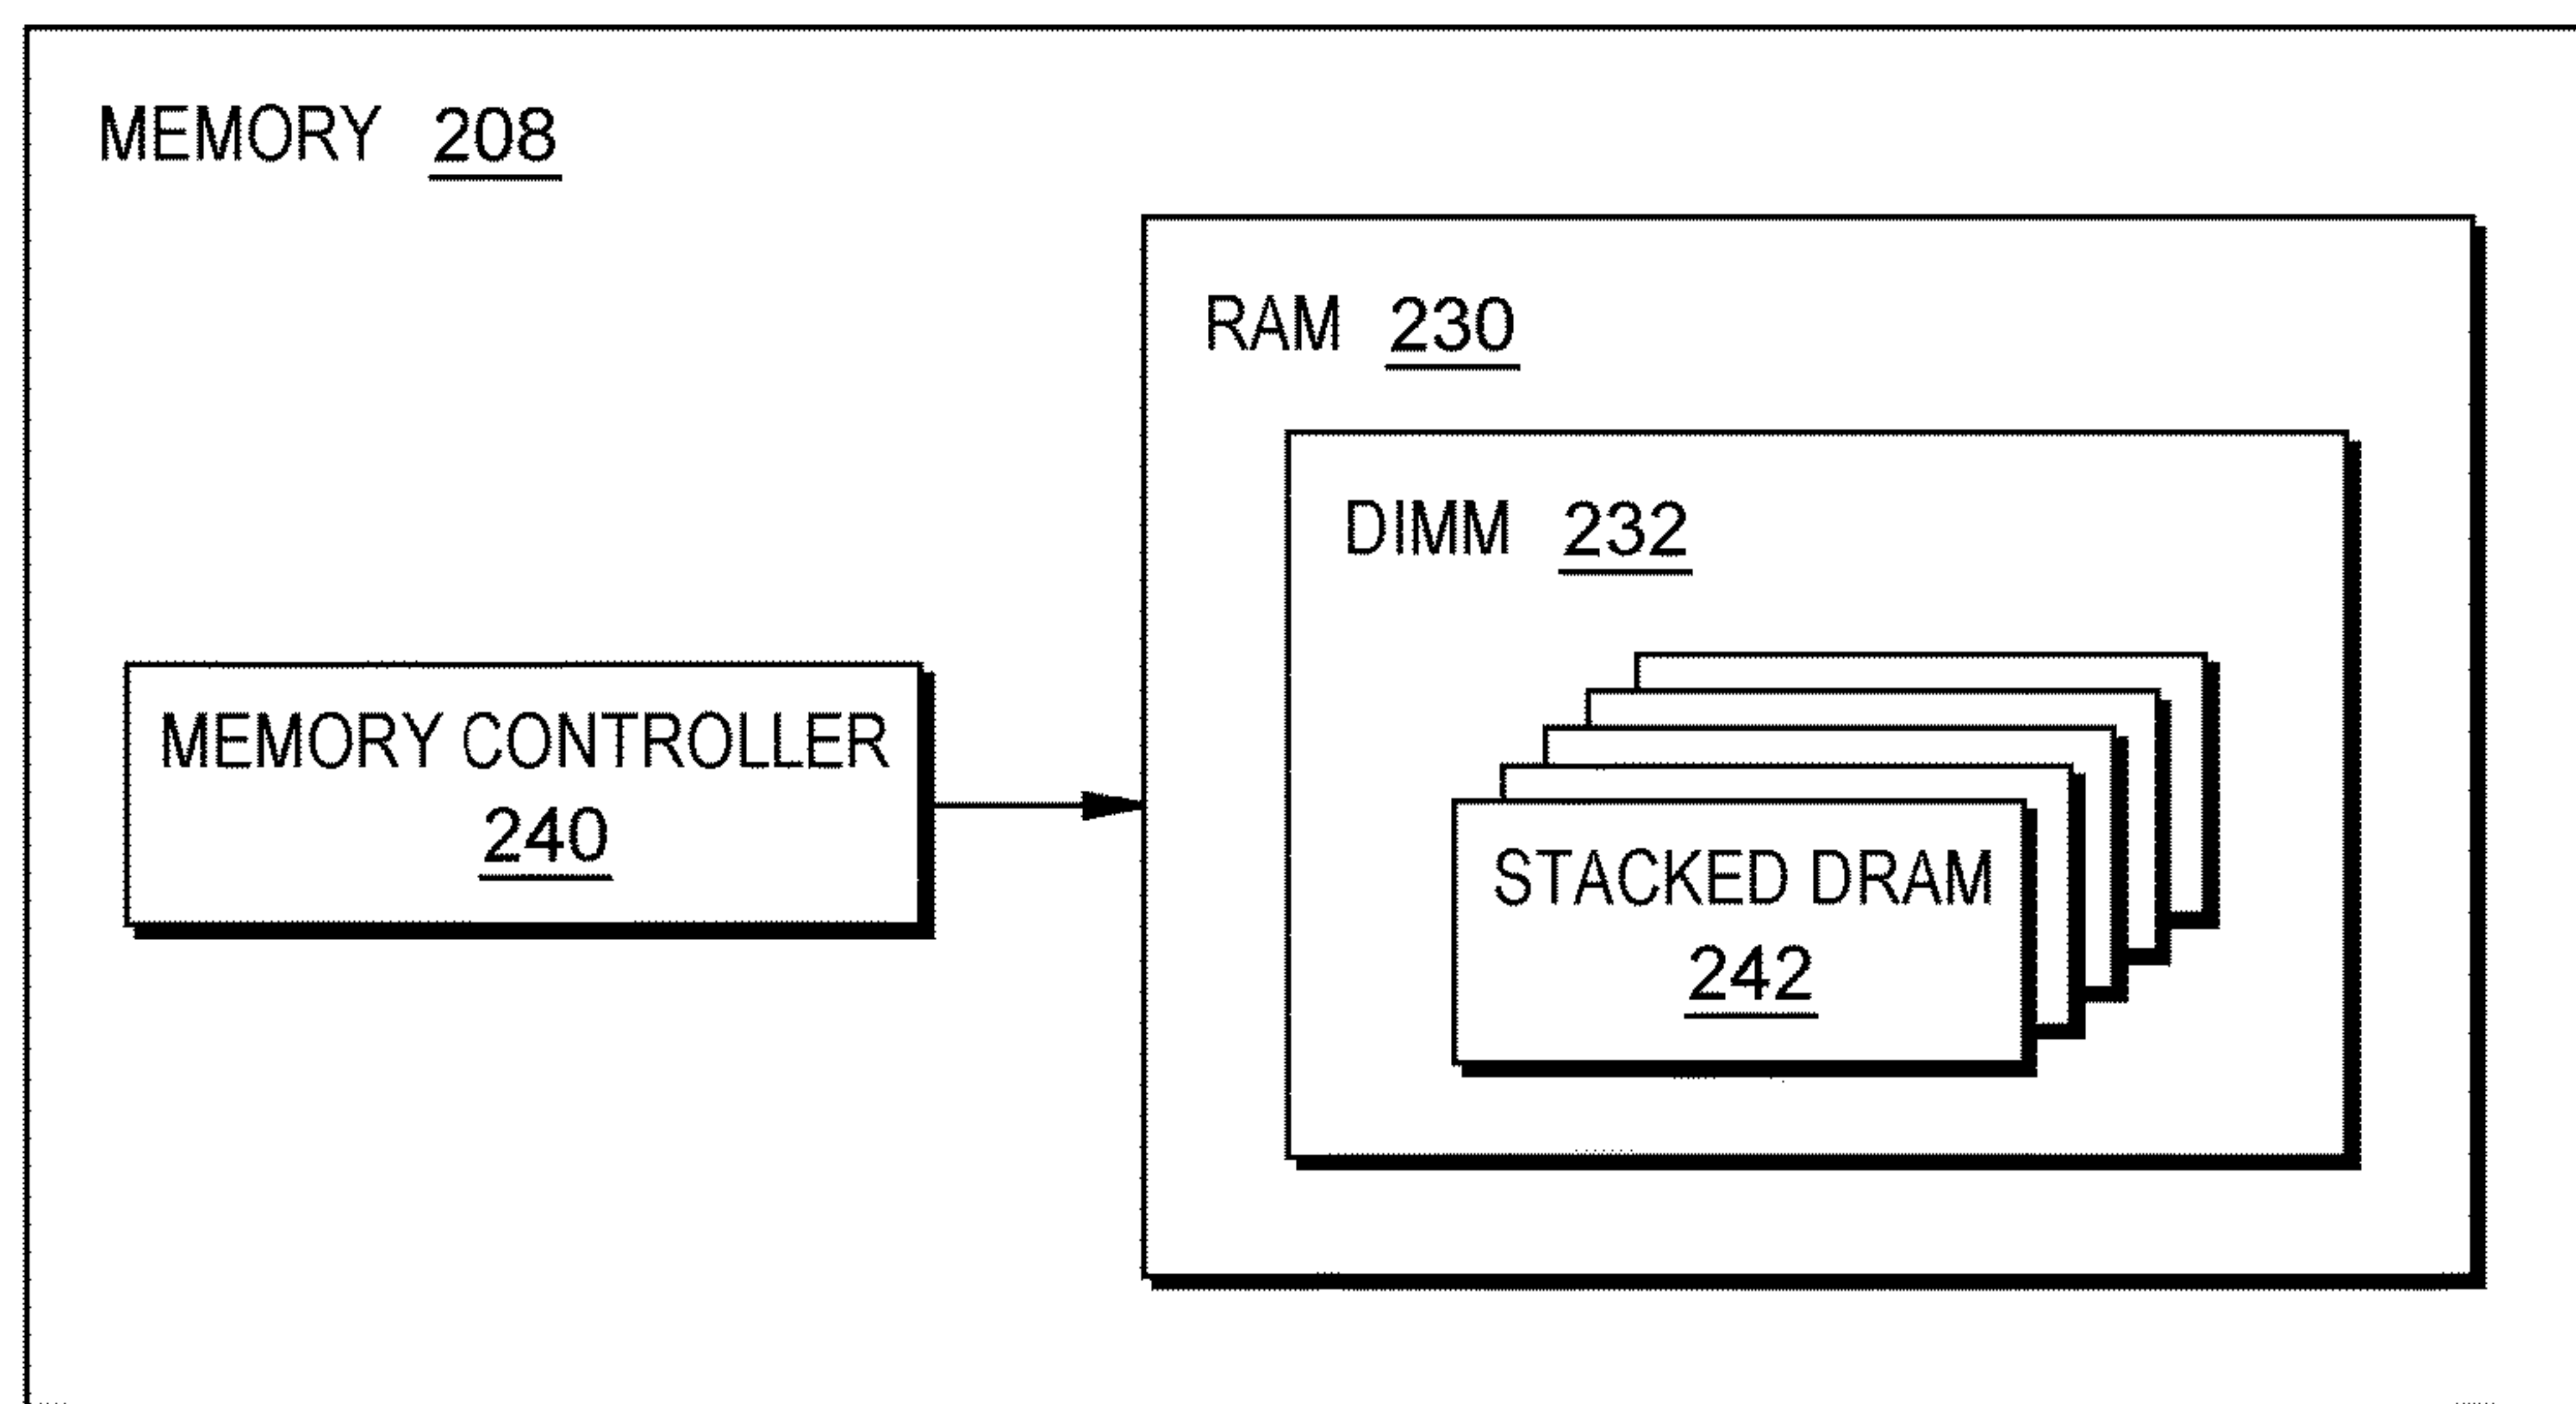 MEMORY 208
RAM 230
DIMM 232
MEMORY CONTROLLER
240
STACKED DRAM
242